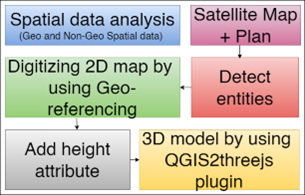 Spatial data analysis
(Geo and Non-Geo Spatial data)
Satellite Map
+ Plan
Digitizing 2D map by
using Geo-
referencing
Detect
entities
Add height
attribute
3D model by using
QGIS2threejs
plugin